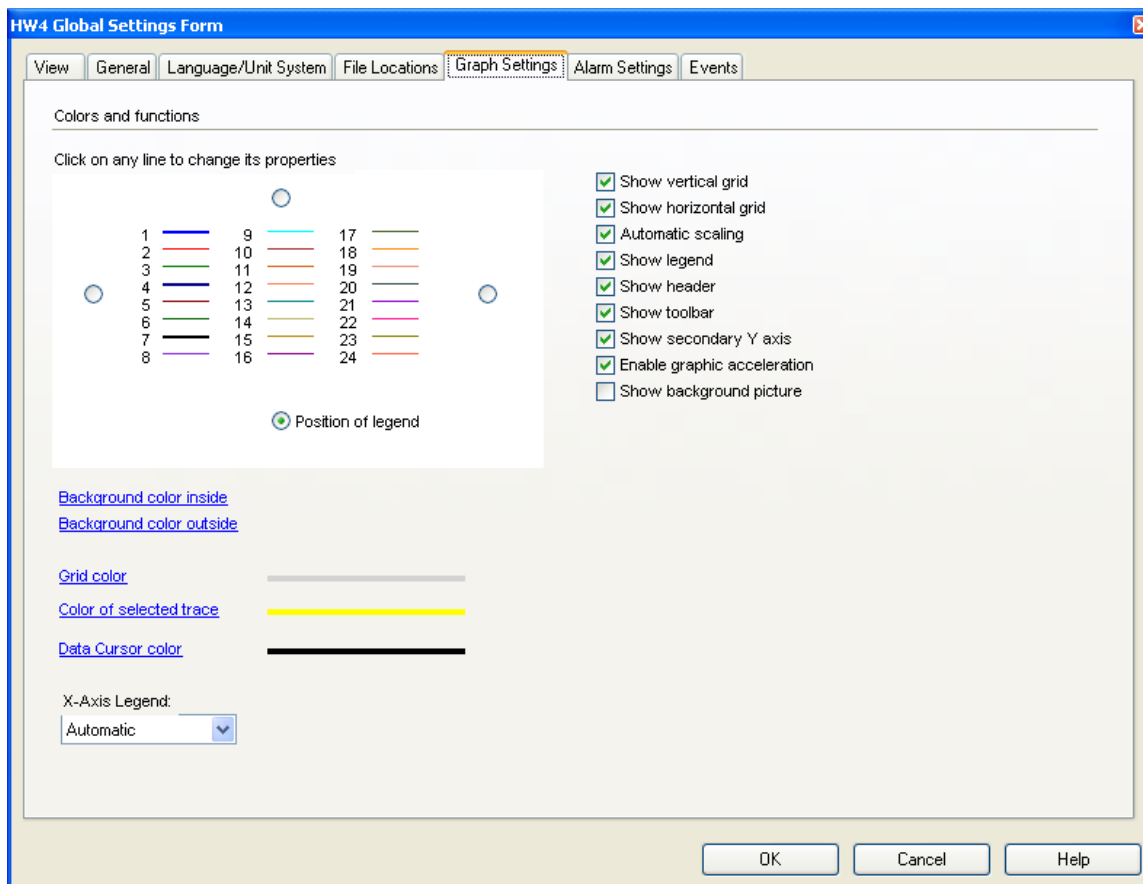 HW4 Global Settings Form
View General Language/Unit System File Locations Graph Settings Alarm Settings Events
Colors and functions
Click on any line to change its properties
1 9 17
2 10 18
3 11 19
4 12 20
5 13 21
6 14 22
7 15 23
8 16 24
Position of legend
Show vertical grid
Show horizontal grid
Automatic scaling
Show legend
Show header
Show toolbar
Show secondary Y axis
Enable graphic acceleration
Show background picture
Background color inside
Background color outside
Grid color
Color of selected trace
Data Cursor color
X-Axis Legend:
Automatic
OK Cancel Help